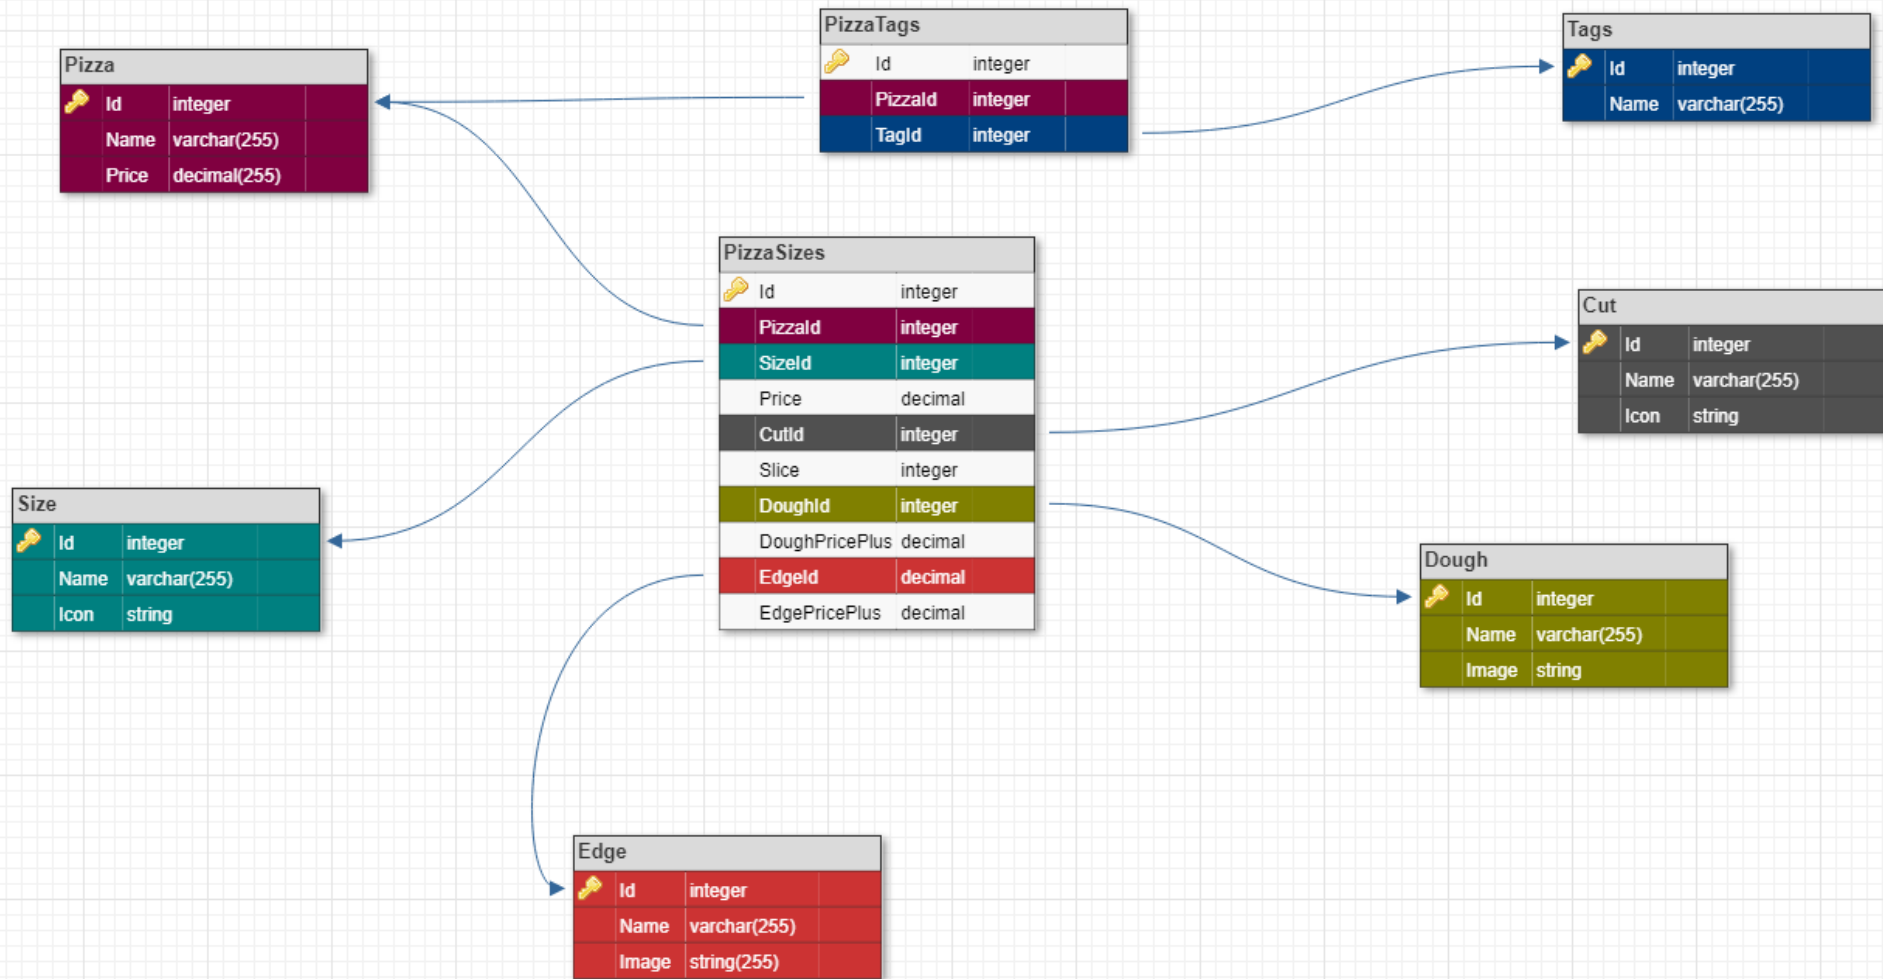 Pizza
Id integer
Name varchar(255)
Price decimal(255)
PizzaTags
Id integer
PizzaId integer
TagId integer
Tags
Id integer
Name varchar(255)
PizzaSizes
Id integer
PizzaId integer
SizeId integer
Price decimal
CutId integer
Slice integer
DoughId integer
DoughPricePlus decimal
EdgeId decimal
EdgePricePlus decimal
Cut
Id integer
Name varchar(255)
Icon string
Size
Id integer
Name varchar(255)
Icon string
Dough
Id integer
Name varchar(255)
Image string
Edge
Id integer
Name varchar(255)
Image string(255)